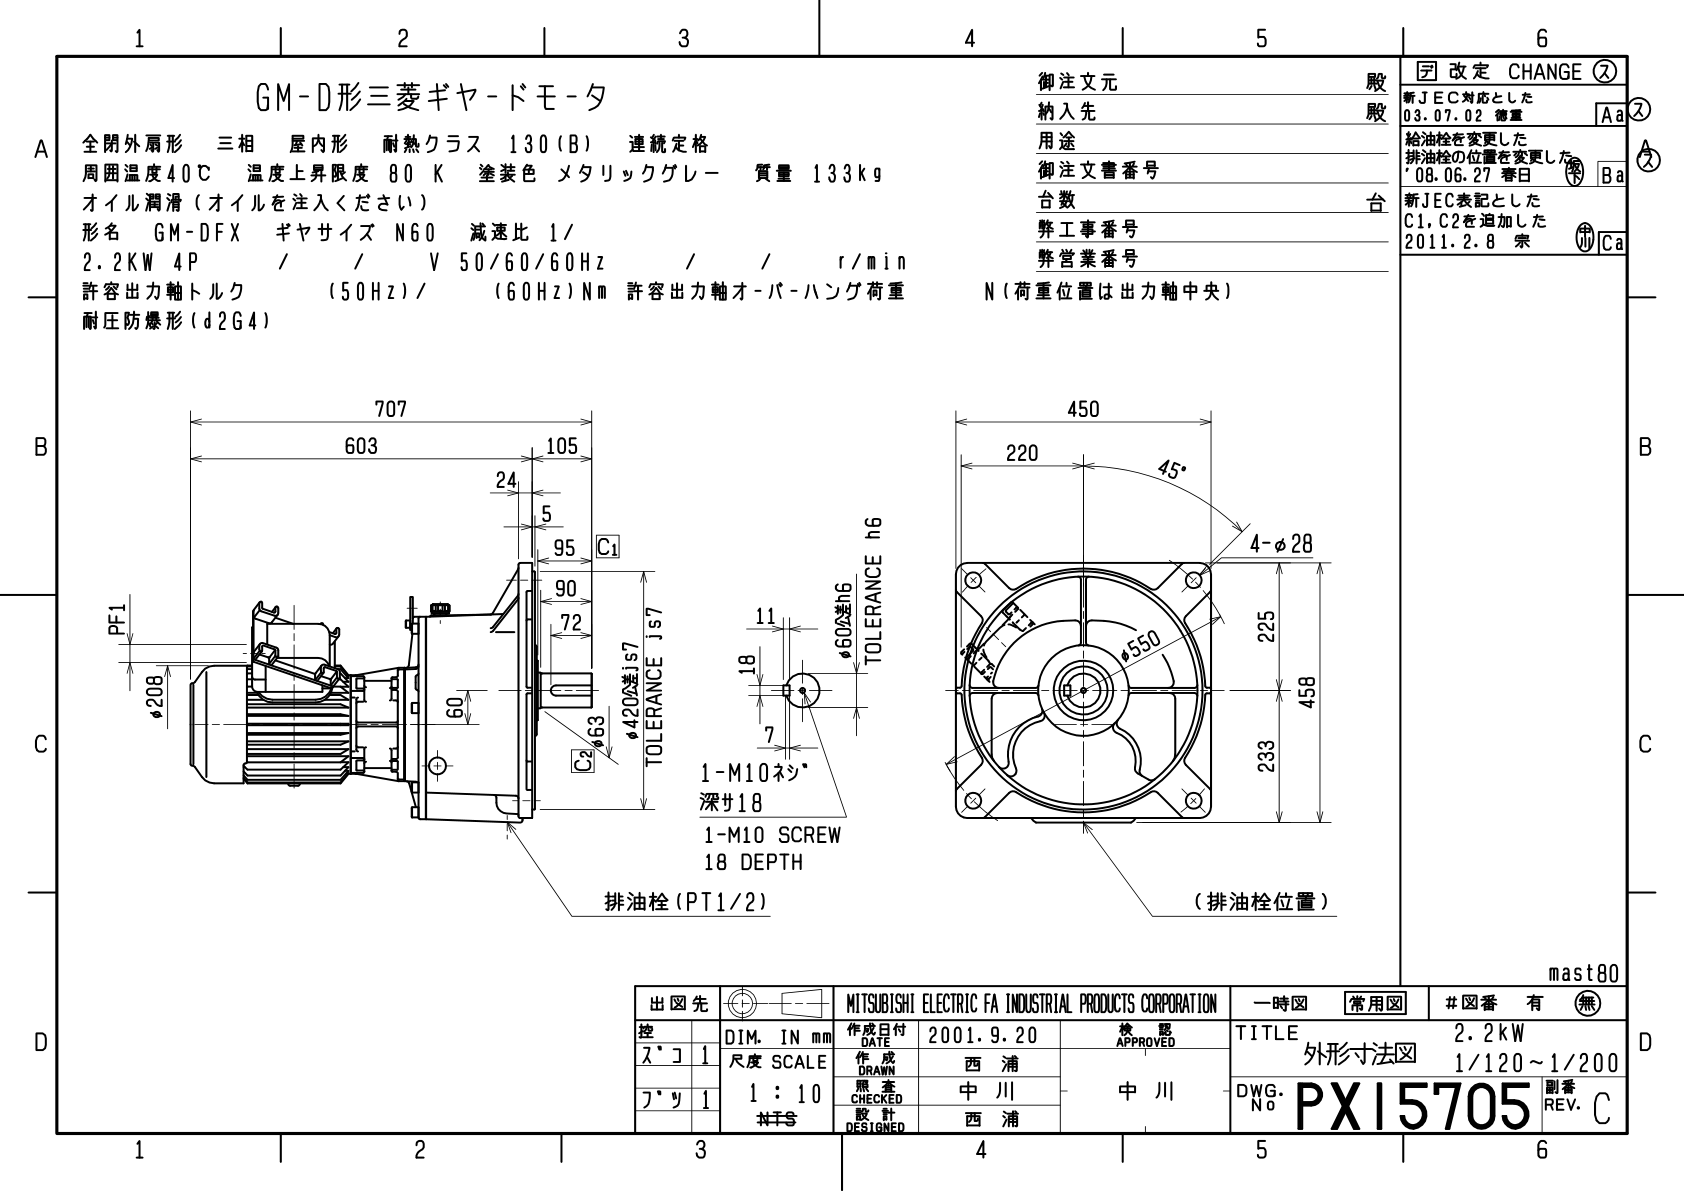 1 2 3 4 5 6
GM-D形三菱ギヤードモータ
全閉外扇形 三相 屋内形 耐熱クラス 130(B) 連続定格
周囲温度40℃ 温度上昇限度 80 K 塗装色 メタリックグレー 質量 133kg
オイル潤滑(オイルを注入ください)
形名 GM-DFX ギヤサイズ N60 減速比 1/
2.2KW 4P / / V 50/60/60Hz / / r/min
許容出力軸トルク (50Hz)/ (60Hz)Nm 許容出力軸オーバーハング荷重 N(荷重位置は出力軸中央)
耐圧防爆形(d2G4)
御注文元 殿
納入先 殿
用途
御注文書番号
台数 台
弊工事番号
弊営業番号
デ 改定 CHANGE ス
新JEC対応とした
03.07.02 徳重 Aa ス
給油栓を変更した
排油栓の位置を変更した
'08.06.27 春日 坂下 Ba ス
新JEC表記とした
C1,C2を追加した
2011.2.8 宗 中川 Ca
A A
B B
C C
D D
707
603 105
24
5
95 C1
90
72
PF1
φ208
60
φ63
C2
φ420公差js7
TOLERANCE js7
11
18
7
φ60公差h6
TOLERANCE h6
1-M10ネジ
深サ18
1-M10 SCREW
18 DEPTH
排油栓(PT1/2)
450
220
45°
4-φ28
φ550
225
458
233
(排油栓位置)
mast80
出図先
控
ズコ 1
ブツ 1
DIM. IN mm
尺度 SCALE
1 : 10
NTS
MITSUBISHI ELECTRIC FA INDUSTRIAL PRODUCTS CORPORATION
作成日付 DATE 2001.9.20
作成 DRAWN 西浦
照査 CHECKED 中川
設計 DESIGNED 西浦
検認 APPROVED
中川
一時図 常用図 #図番 有 無
TITLE 2.2kW
外形寸法図 1/120~1/200
DWG. No PX15705 副番 REV. C
1 2 3 4 5 6